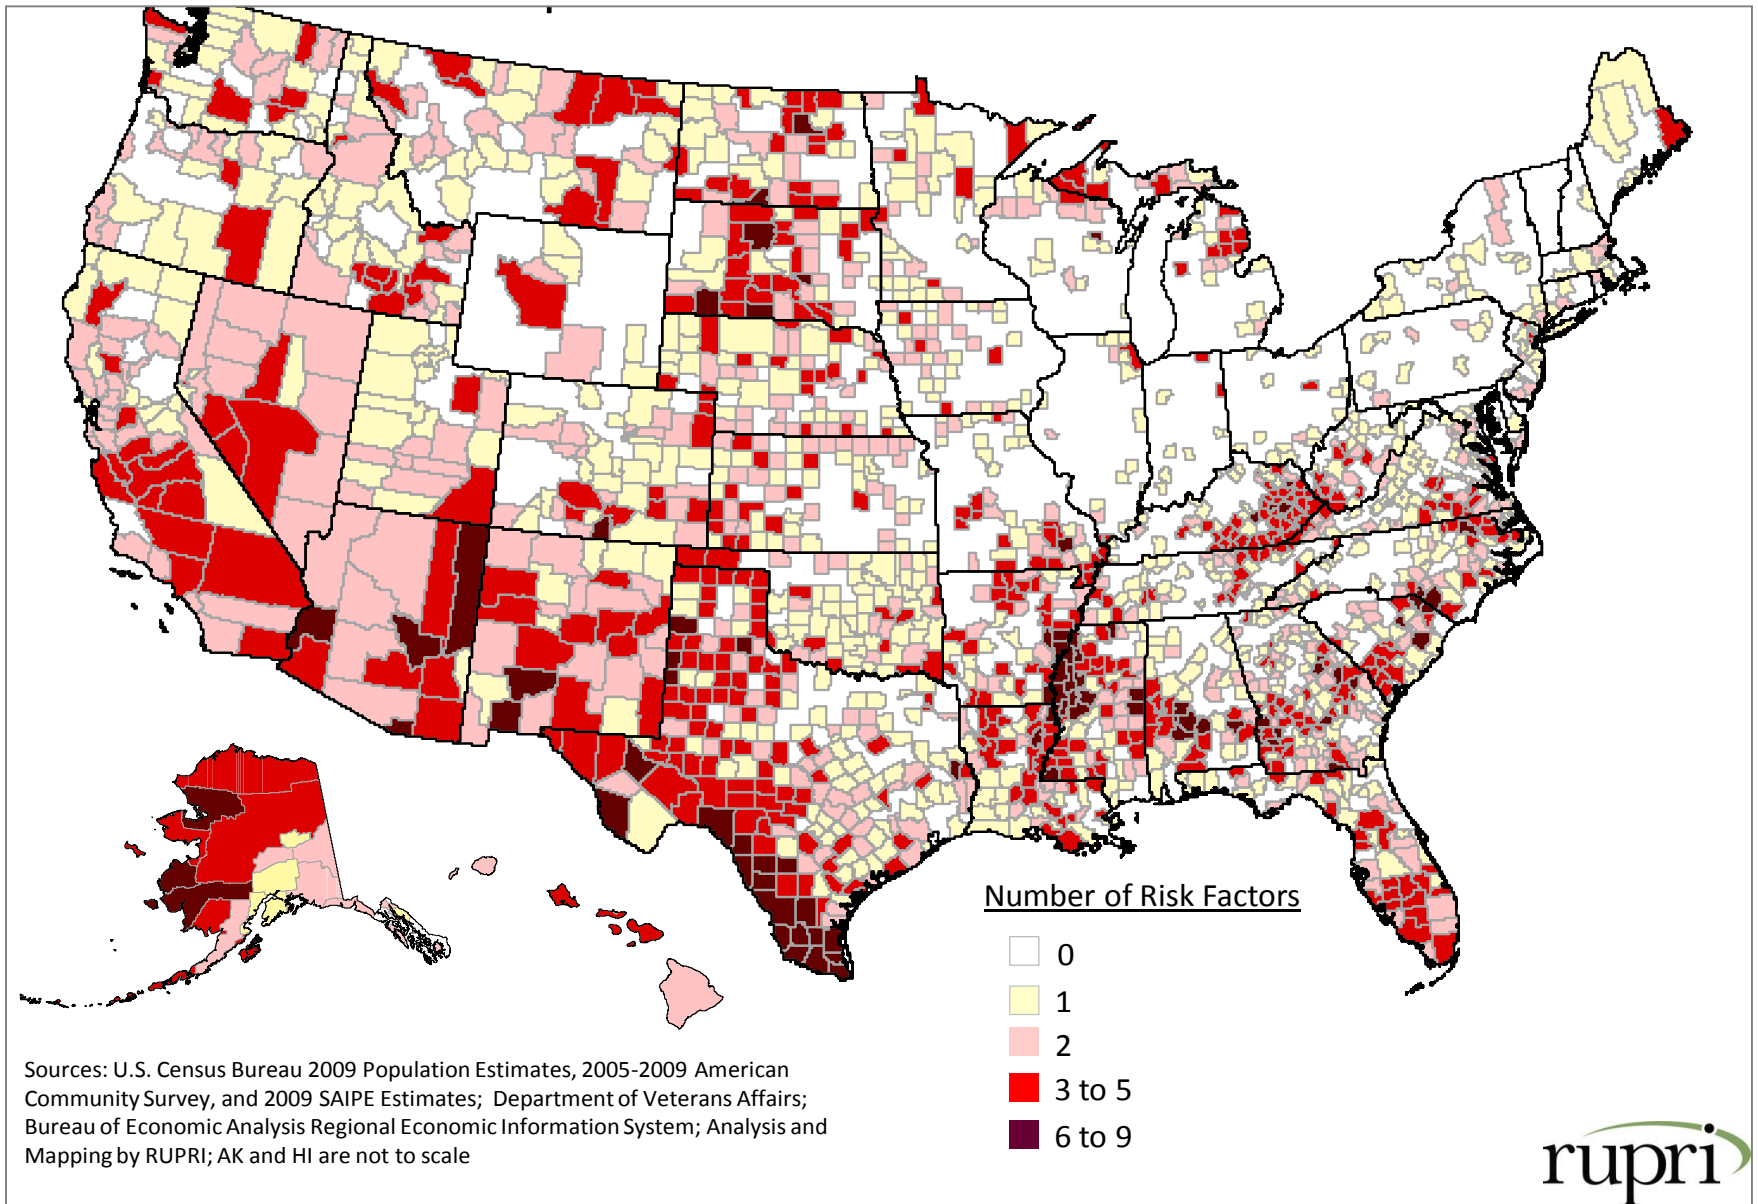 Number of Risk Factors
0
1
2
3 to 5
6 to 9
Sources: U.S. Census Bureau 2009 Population Estimates, 2005-2009 American
Community Survey, and 2009 SAIPE Estimates; Department of Veterans Affairs;
Bureau of Economic Analysis Regional Economic Information System; Analysis and
Mapping by RUPRI; AK and HI are not to scale
rupri